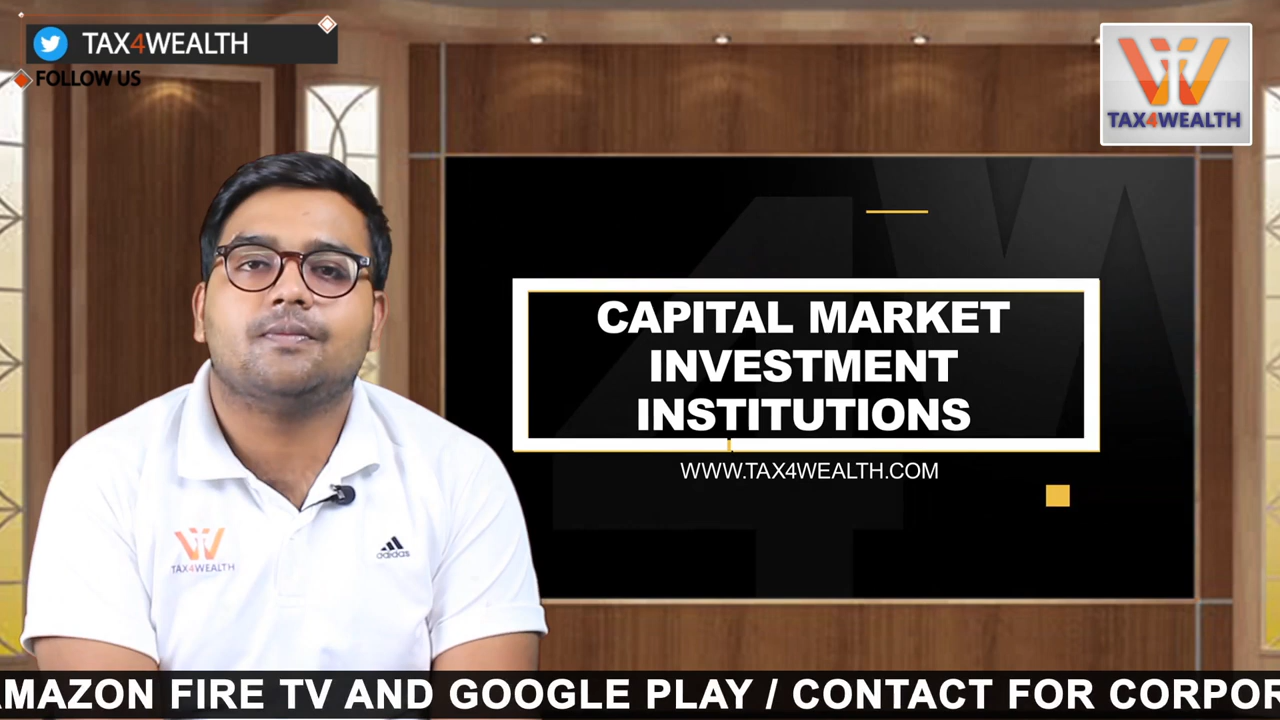 TAX4WEALTH
FOLLOW US
TAX4WEALTH
CAPITAL MARKET
INVESTMENT
INSTITUTIONS
WWW.TAX4WEALTH.COM
TAX4WEALTH
adidas
MAZON FIRE TV AND GOOGLE PLAY / CONTACT FOR CORPOR